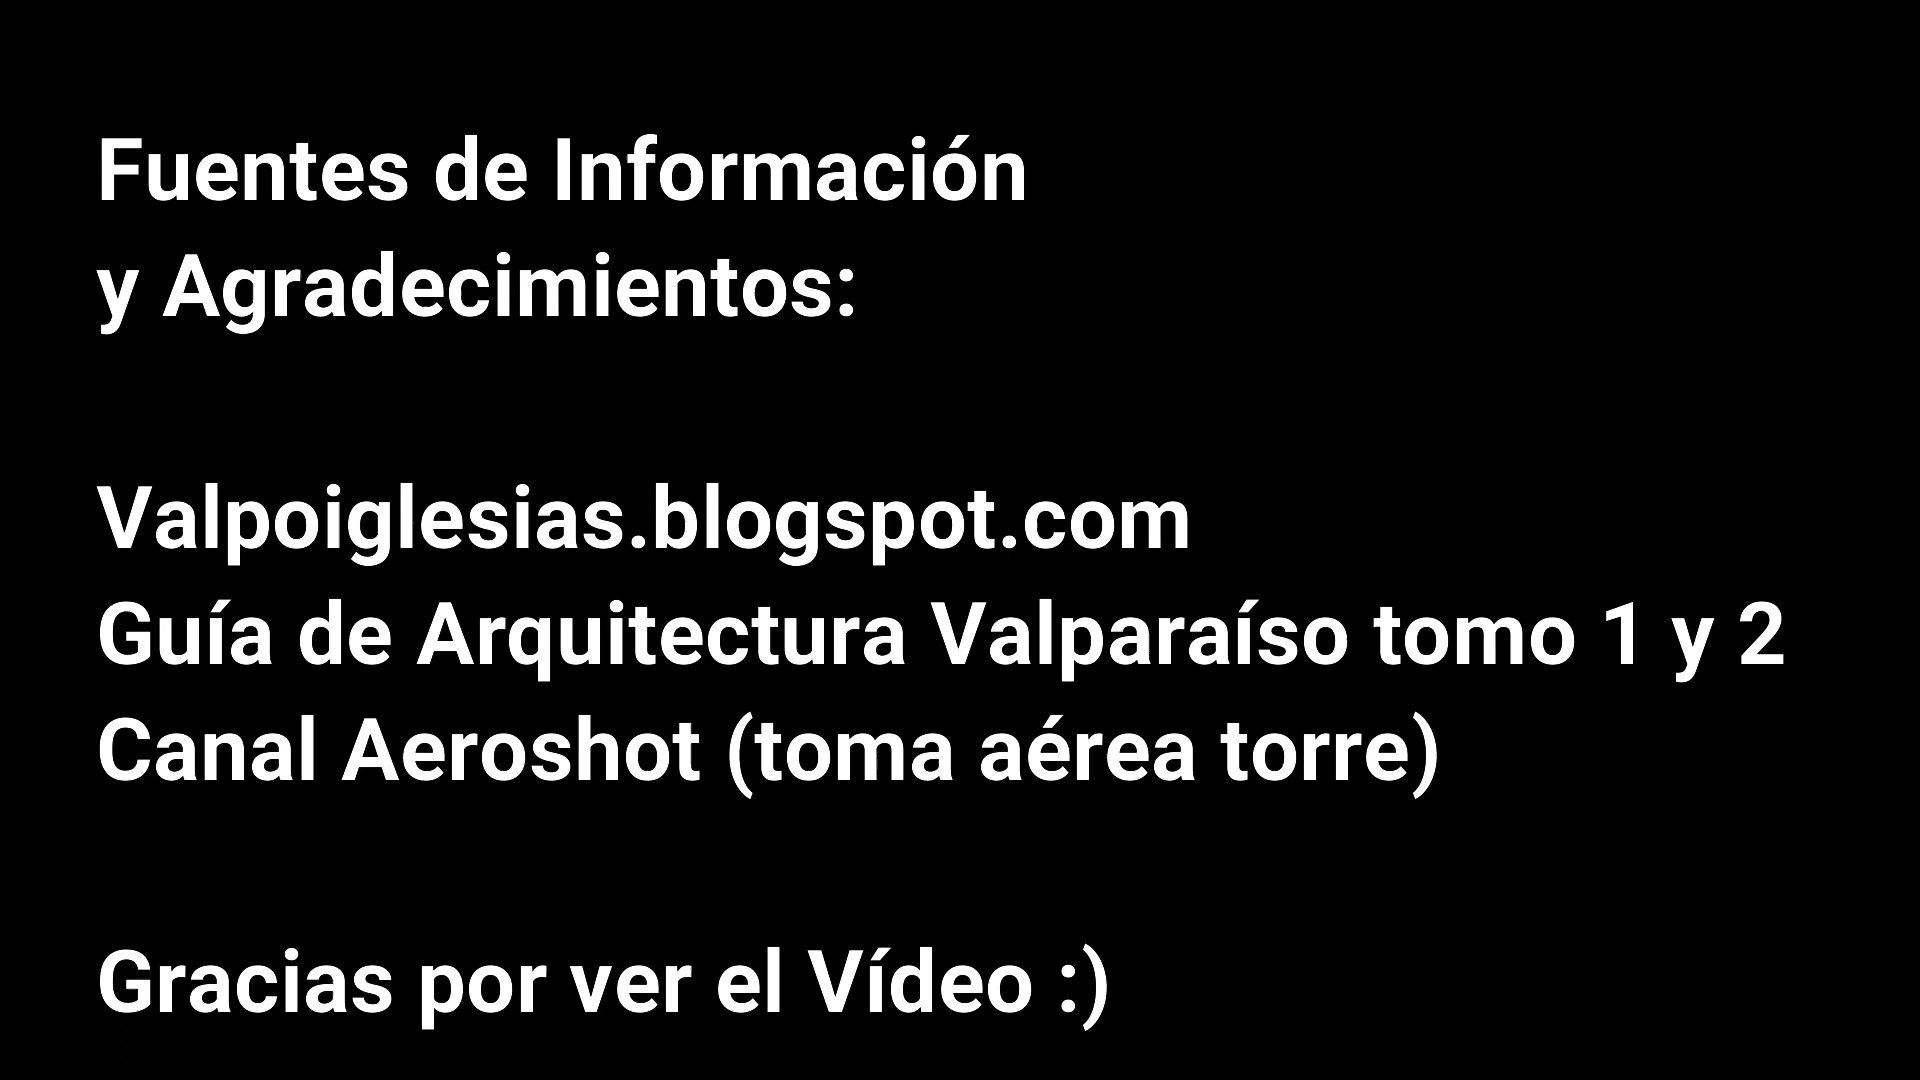 Fuentes de Información
y Agradecimientos:
Valpoiglesias.blogspot.com
Guía de Arquitectura Valparaíso tomo 1 y 2
Canal Aeroshot (toma aérea torre)
Gracias por ver el Vídeo :)